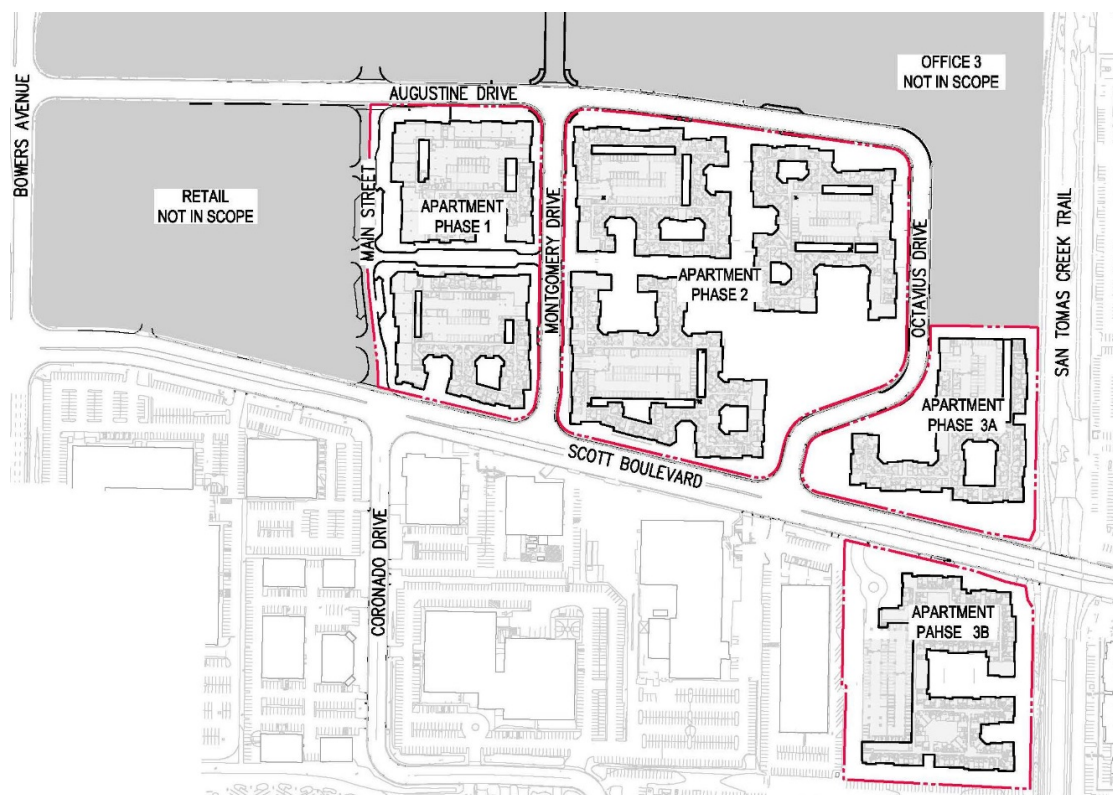 OFFICE 3
NOT IN SCOPE
BOWERS AVENUE
AUGUSTINE DRIVE
MAIN STREET
RETAIL
NOT IN SCOPE
APARTMENT
PHASE 1
MONTGOMERY DRIVE
APARTMENT
PHASE 2
OCTAVIUS DRIVE
SAN TOMAS CREEK TRAIL
APARTMENT
PHASE 3A
SCOTT BOULEVARD
CORONADO DRIVE
APARTMENT
PAHSE 3B